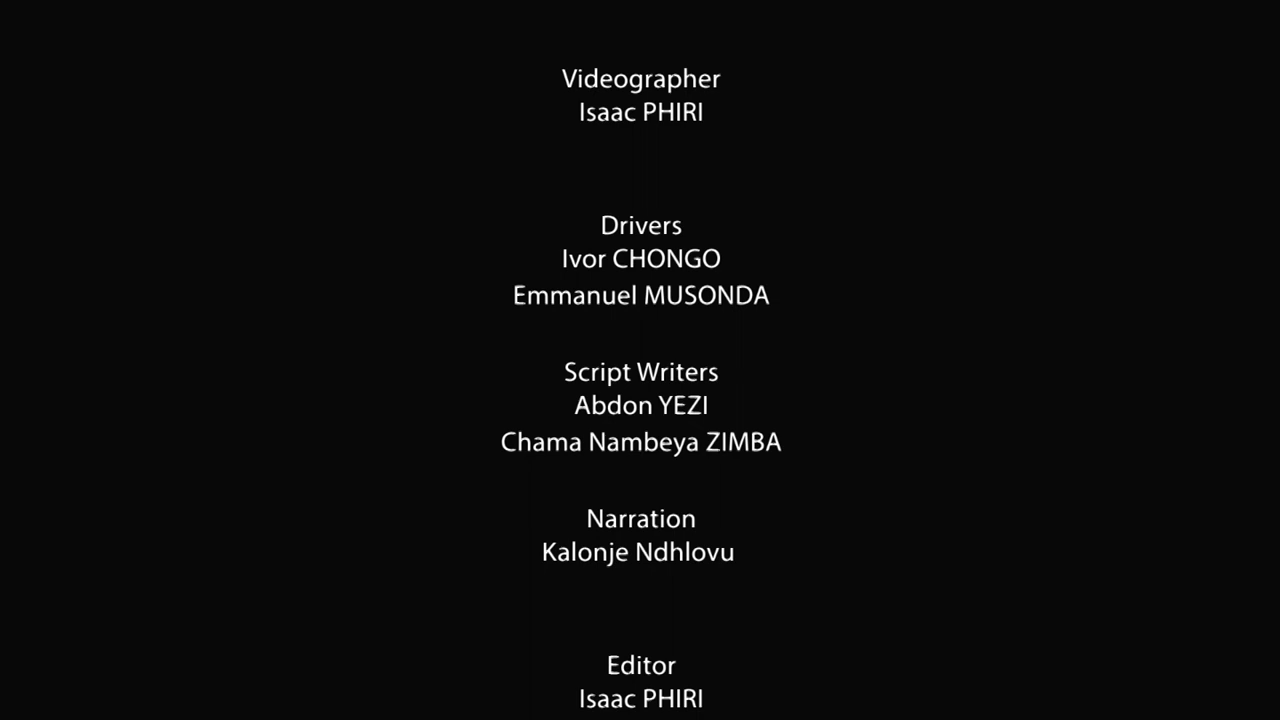 Videographer
Isaac PHIRI
Drivers
Ivor CHONGO
Emmanuel MUSONDA
Script Writers
Abdon YEZI
Chama Nambeya ZIMBA
Narration
Kalonje Ndhlovu
Editor
Isaac PHIRI